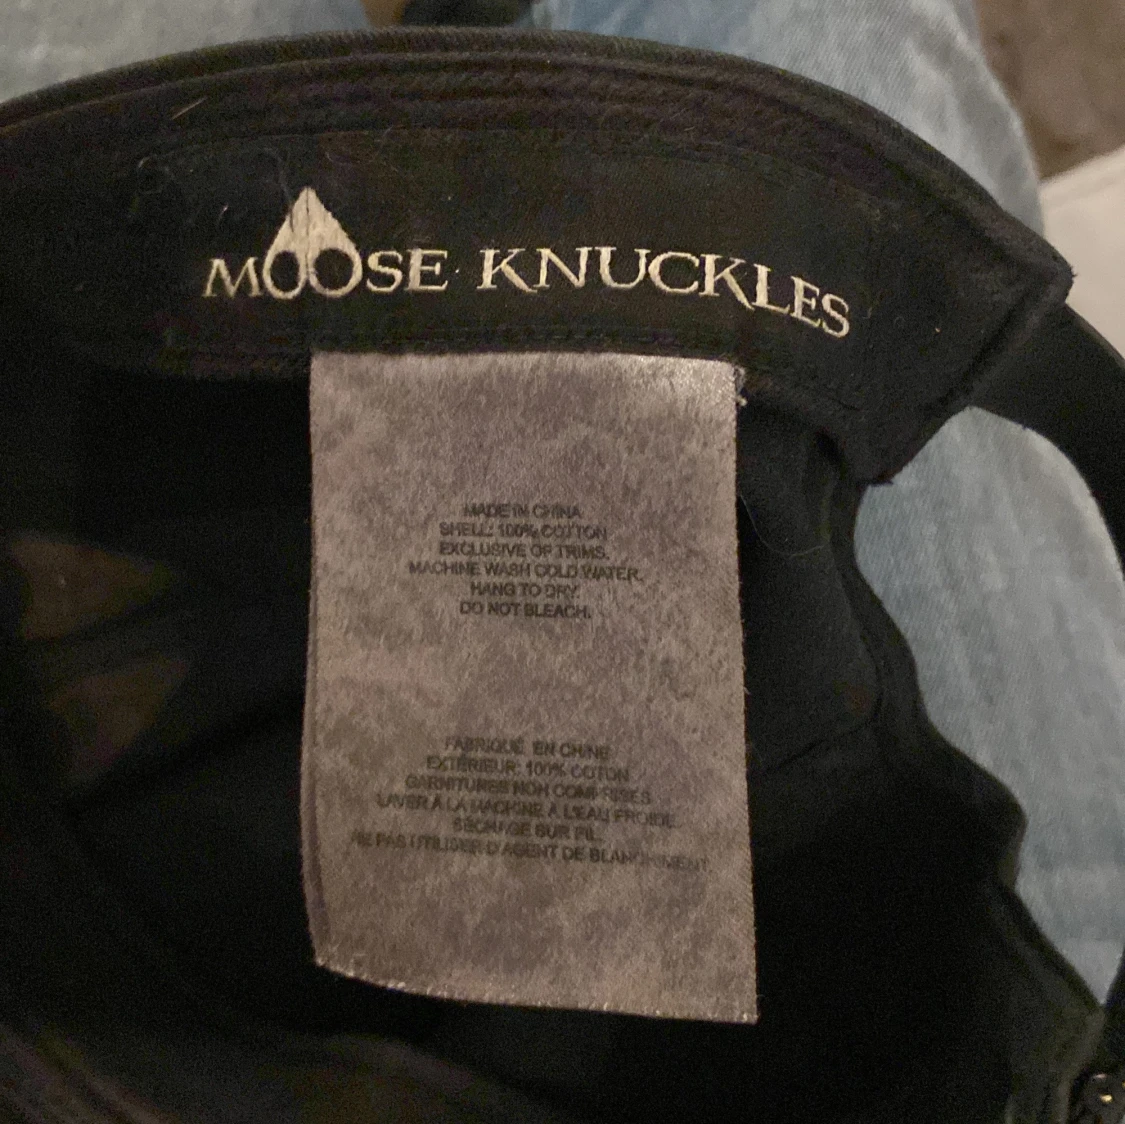 MOOSE KNUCKLES
MADE IN CHINA
SHELL: 100% COTTON
EXCLUSIVE OF TRIMS.
MACHINE WASH COLD WATER.
HANG TO DRY.
DO NOT BLEACH.
FABRIQUÉ EN CHINE
EXTÉRIEUR: 100% COTON
GARNITURES NON COMPRISES
LAVER À LA MACHINE À L'EAU FROIDE.
SÉCHAGE SUR FIL.
NE PAS UTILISER D'AGENT DE BLANCHIMENT.